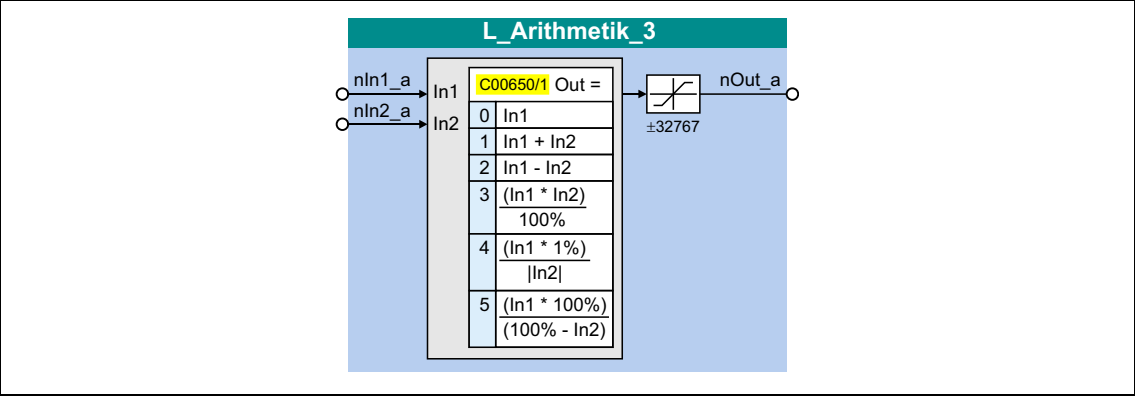 L_Arithmetik_3
nIn1_a
nIn2_a
In1
In2
C00650/1 Out =
0 In1
1 In1 + In2
2 In1 - In2
3 (In1 * In2)
100%
4 (In1 * 1%)
|In2|
5 (In1 * 100%)
(100% - In2)
nOut_a
±32767